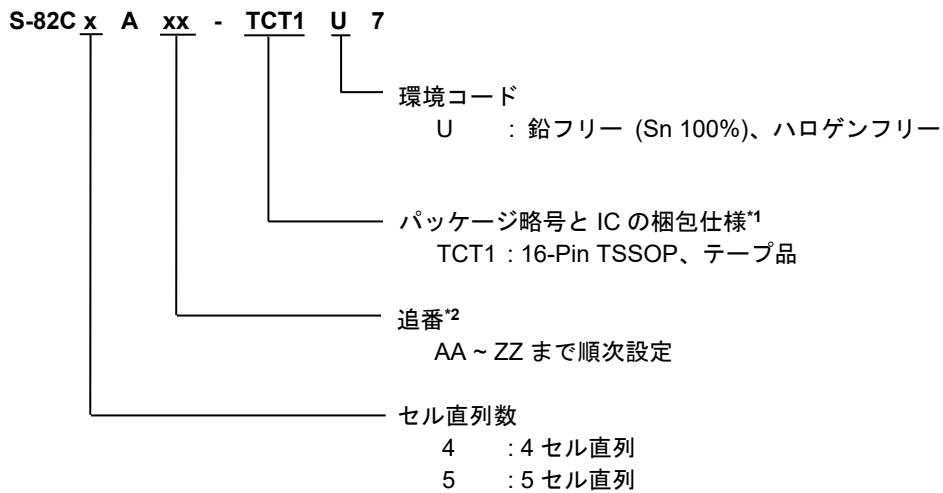 S-82C x A xx - TCT1 U 7
環境コード
U : 鉛フリー (Sn 100%)、ハロゲンフリー
パッケージ略号と IC の梱包仕様*1
TCT1 : 16-Pin TSSOP、テープ品
追番*2
AA ~ ZZ まで順次設定
セル直列数
4 : 4 セル直列
5 : 5 セル直列